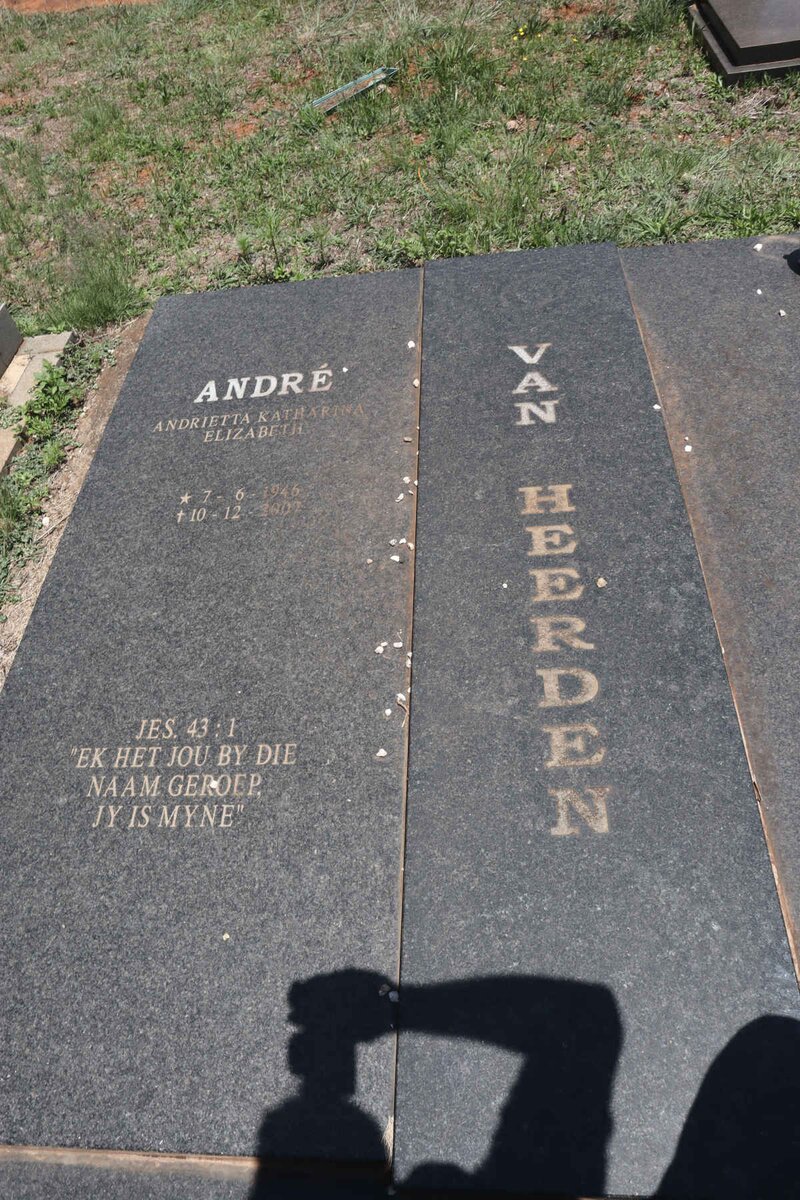 ANDRÉ
ANDRIETTA KATHARINA
ELIZABETH
★ 7 - 6 - 1946
†10 - 12 - 2007
JES. 43 : 1
"EK HET JOU BY DIE
NAAM GEROEP,
JY IS MYNE"
VAN
HEERDEN